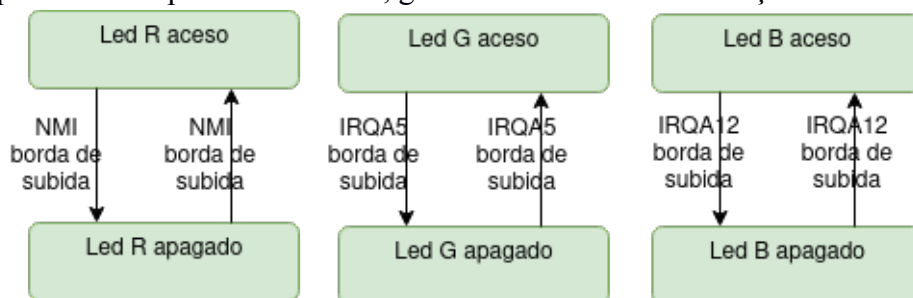 Led R aceso
Led G aceso
Led B aceso
NMI
borda de
subida
NMI
borda de
subida
IRQA5
borda de
subida
IRQA5
borda de
subida
IRQA12
borda de
subida
IRQA12
borda de
subida
Led R apagado
Led G apagado
Led B apagado